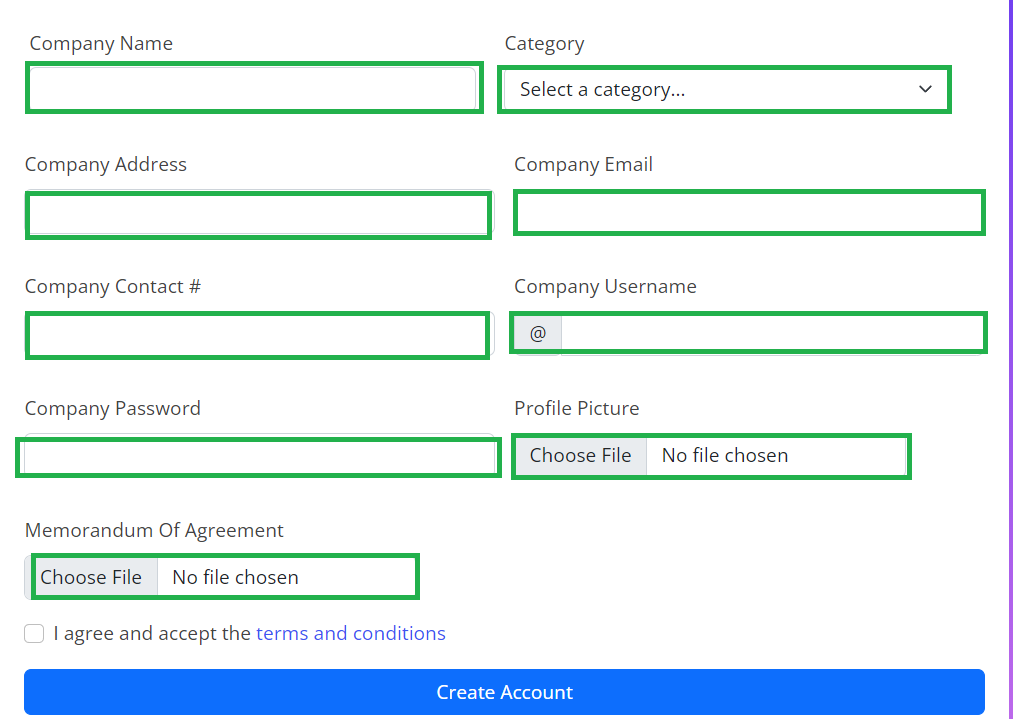 Company Name
Category
Select a category...
Company Address
Company Email
Company Contact #
Company Username
@
Company Password
Profile Picture
Choose File
No file chosen
Memorandum Of Agreement
Choose File
No file chosen
I agree and accept the terms and conditions
Create Account